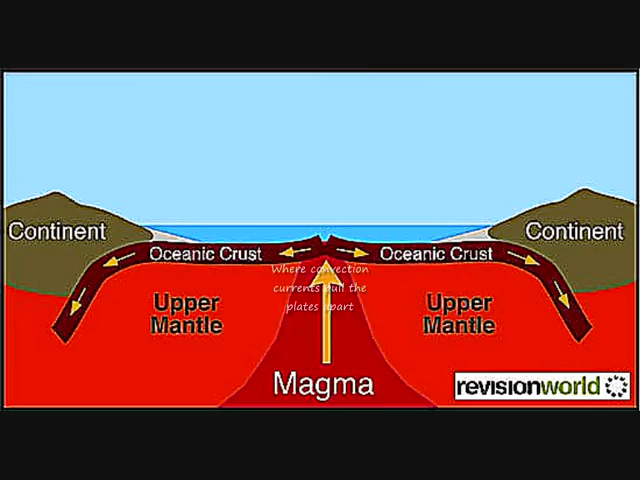 Continent
Continent
Oceanic Crust
Oceanic Crust
Where convection
currents pull the
plates apart
Upper
Mantle
Upper
Mantle
Magma
revisionworld